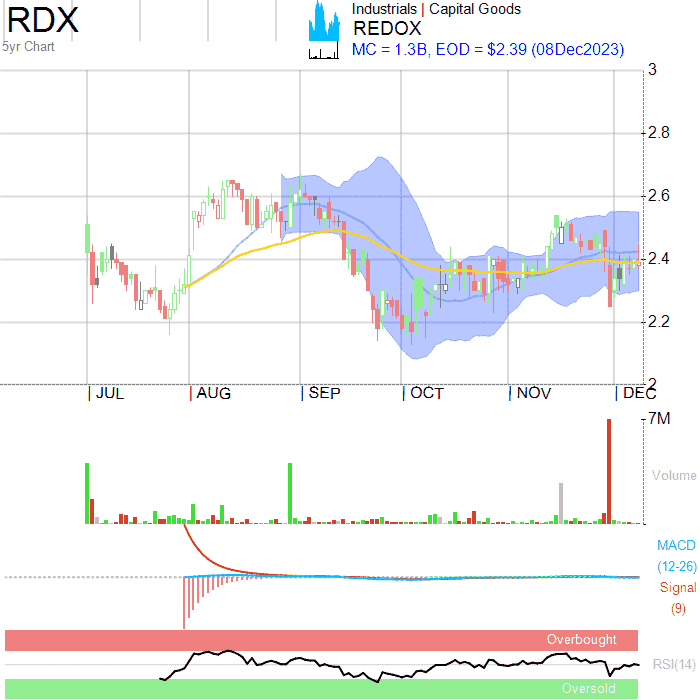 RDX
5yr Chart
Industrials | Capital Goods
REDOX
MC = 1.3B, EOD = $2.39 (08Dec2023)
3
2.8
2.6
2.4
2.2
2
JUL AUG SEP OCT NOV DEC
7M
Volume
MACD
(12-26)
Signal
(9)
Overbought
RSI(14)
Oversold